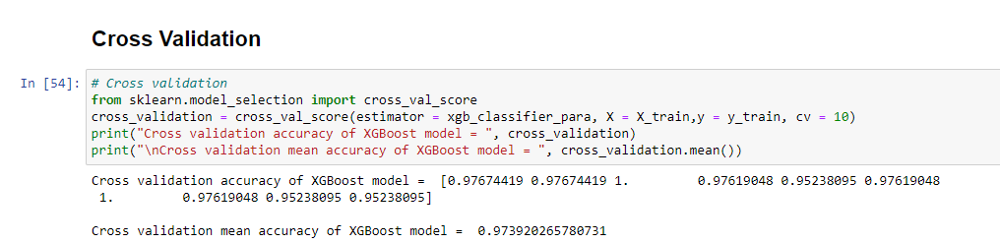 Cross Validation
In [54]: # Cross validation
from sklearn.model_selection import cross_val_score
cross_validation = cross_val_score(estimator = xgb_classifier_para, X = X_train,y = y_train, cv = 10)
print("Cross validation accuracy of XGBoost model = ", cross_validation)
print("\nCross validation mean accuracy of XGBoost model = ", cross_validation.mean())
Cross validation accuracy of XGBoost model =  [0.97674419 0.97674419 1.         0.97619048 0.95238095 0.97619048
 1.         0.97619048 0.95238095 0.95238095]
Cross validation mean accuracy of XGBoost model =  0.973920265780731